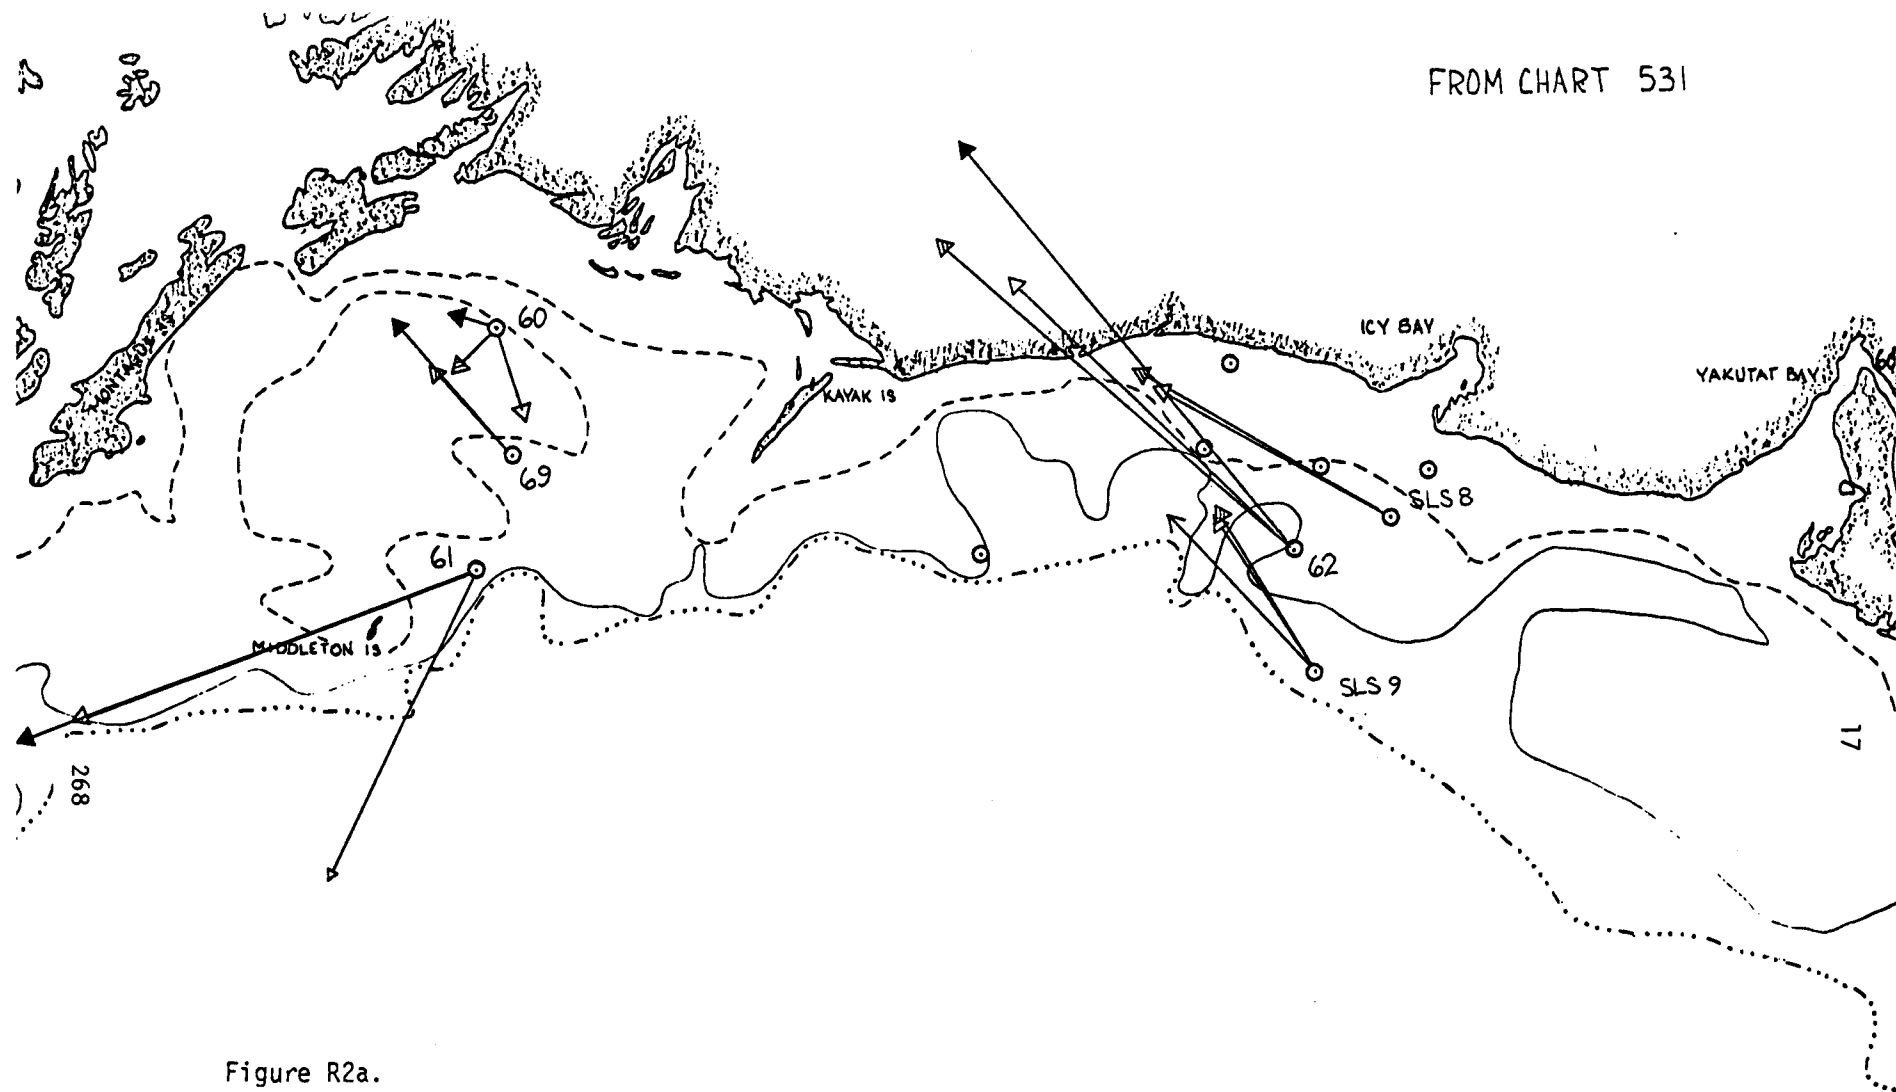 FROM CHART 531
ICY BAY
YAKUTAT BAY
60
KAYAK IS
MONTAGUE
69
SLS 8
61
62
MIDDLETON IS
SLS 9
17
268
Figure R2a.